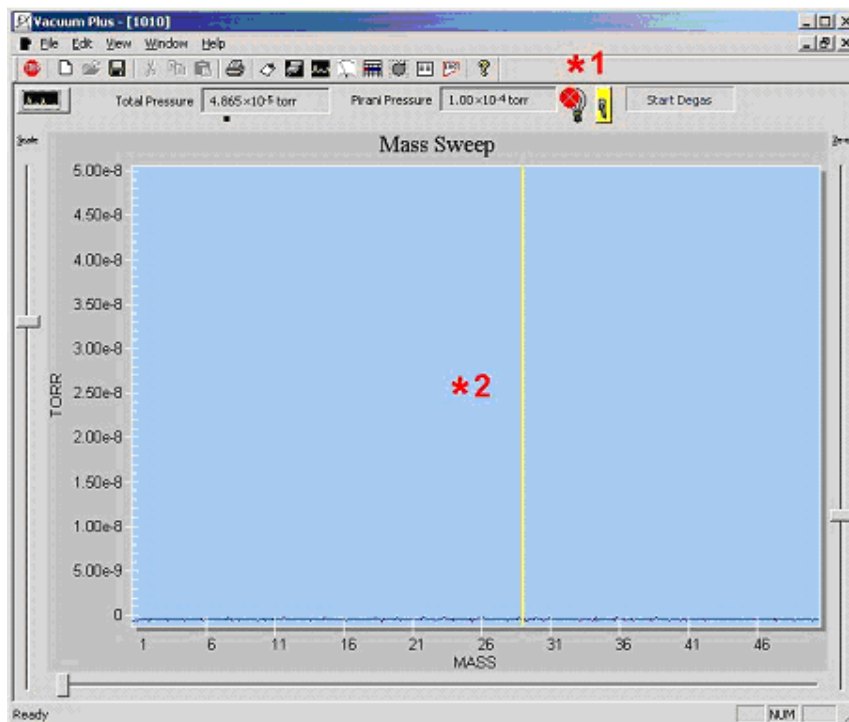 Vacuum Plus - [1010]
File Edit View Window Help
*1
Total Pressure 4.865×10-5 torr Pirani Pressure 1.00×10-4 torr Start Degas
Mass Sweep
5.00e-8
4.50e-8
4.00e-8
3.50e-8
3.00e-8
*2
2.50e-8
2.00e-8
1.50e-8
1.00e-8
5.00e-9
0
TORR
1 6 11 16 21 26 31 36 41 46
MASS
Ready NUM